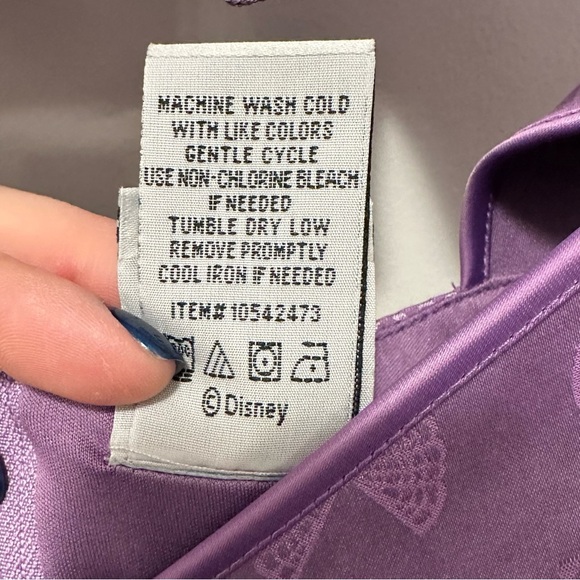 MACHINE WASH COLD
WITH LIKE COLORS
GENTLE CYCLE
USE NON-CHLORINE BLEACH
IF NEEDED
TUMBLE DRY LOW
REMOVE PROMPTLY
COOL IRON IF NEEDED
ITEM# 10542473
© Disney